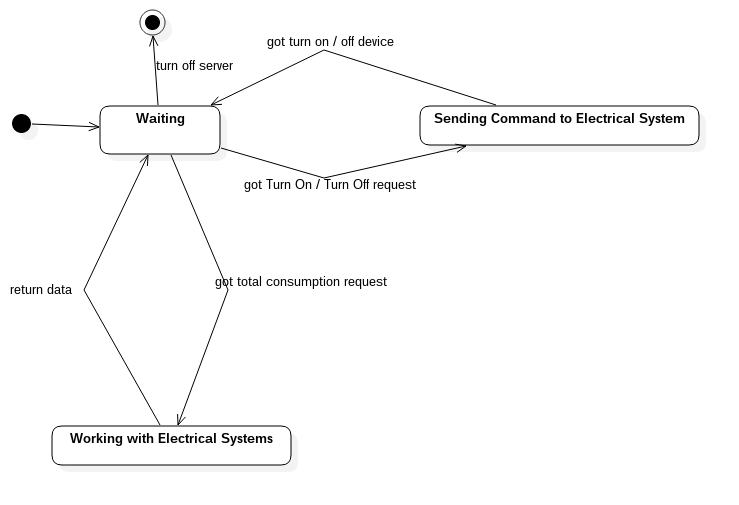 got turn on / off device
turn off server
Waiting
Sending Command to Electrical System
got Turn On / Turn Off request
got total consumption request
return data
Working with Electrical Systems